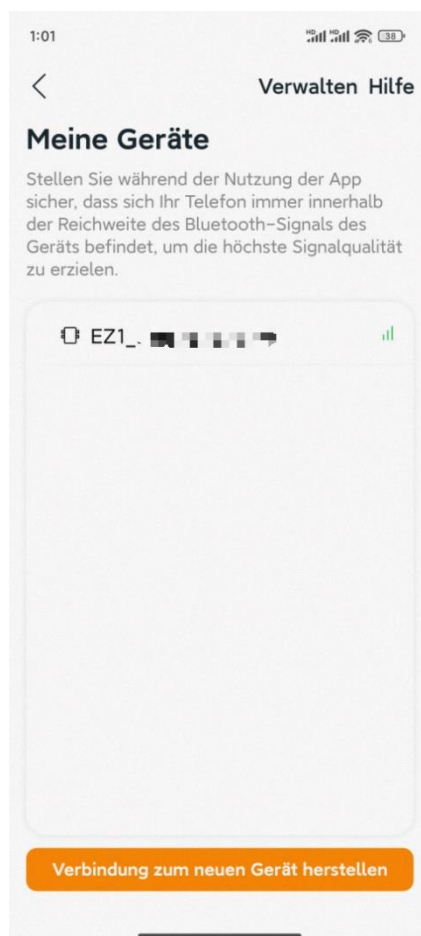 1:01
HD HD 38
Verwalten Hilfe
Meine Geräte
Stellen Sie während der Nutzung der App
sicher, dass sich Ihr Telefon immer innerhalb
der Reichweite des Bluetooth-Signals des
Geräts befindet, um die höchste Signalqualität
zu erzielen.
EZ1_
Verbindung zum neuen Gerät herstellen